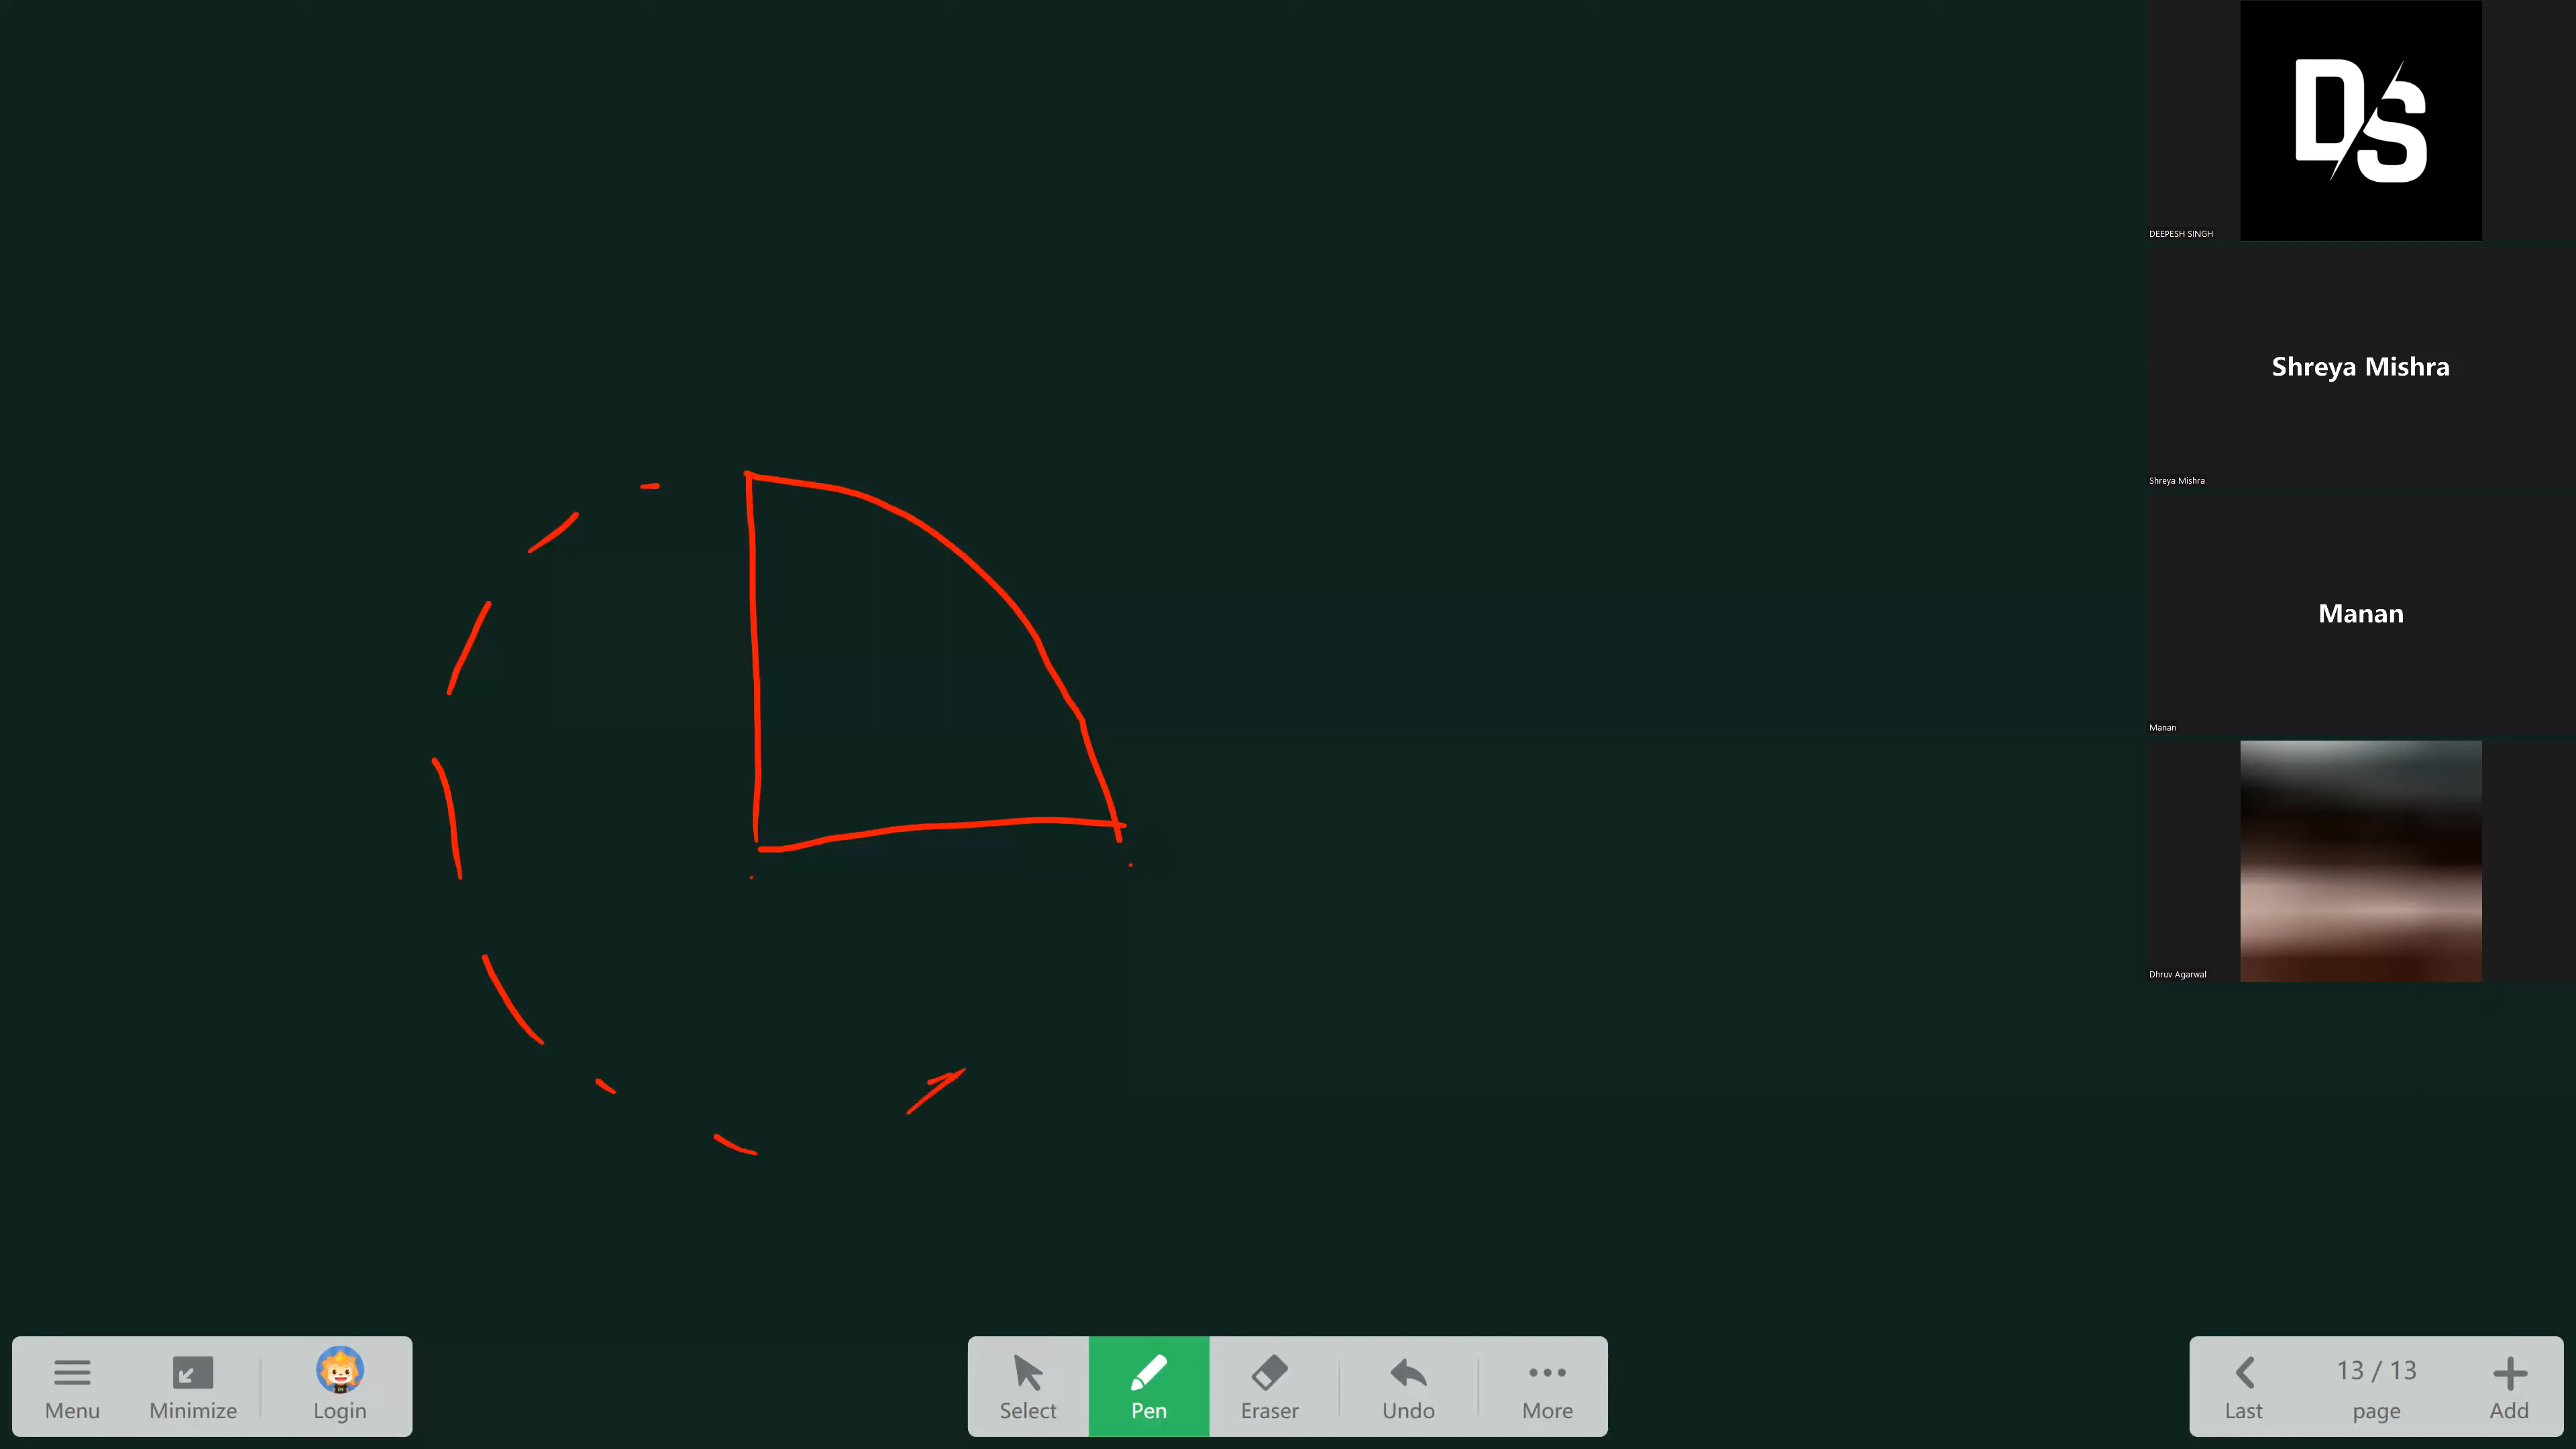 DS
DEEPESH SINGH
Shreya Mishra
Shreya Mishra
Manan
Manan
Dhruv Agarwal
Menu
Minimize
Login
Select
Pen
Eraser
Undo
More
Last
13 / 13
page
Add